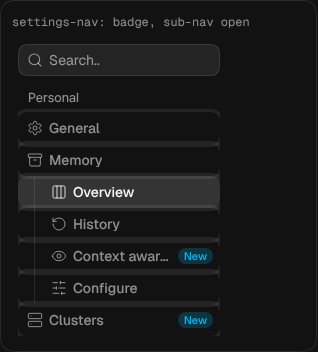 settings-nav: badge, sub-nav open
Search..
Personal
General
Memory
Overview
History
Context awar... New
Configure
Clusters New